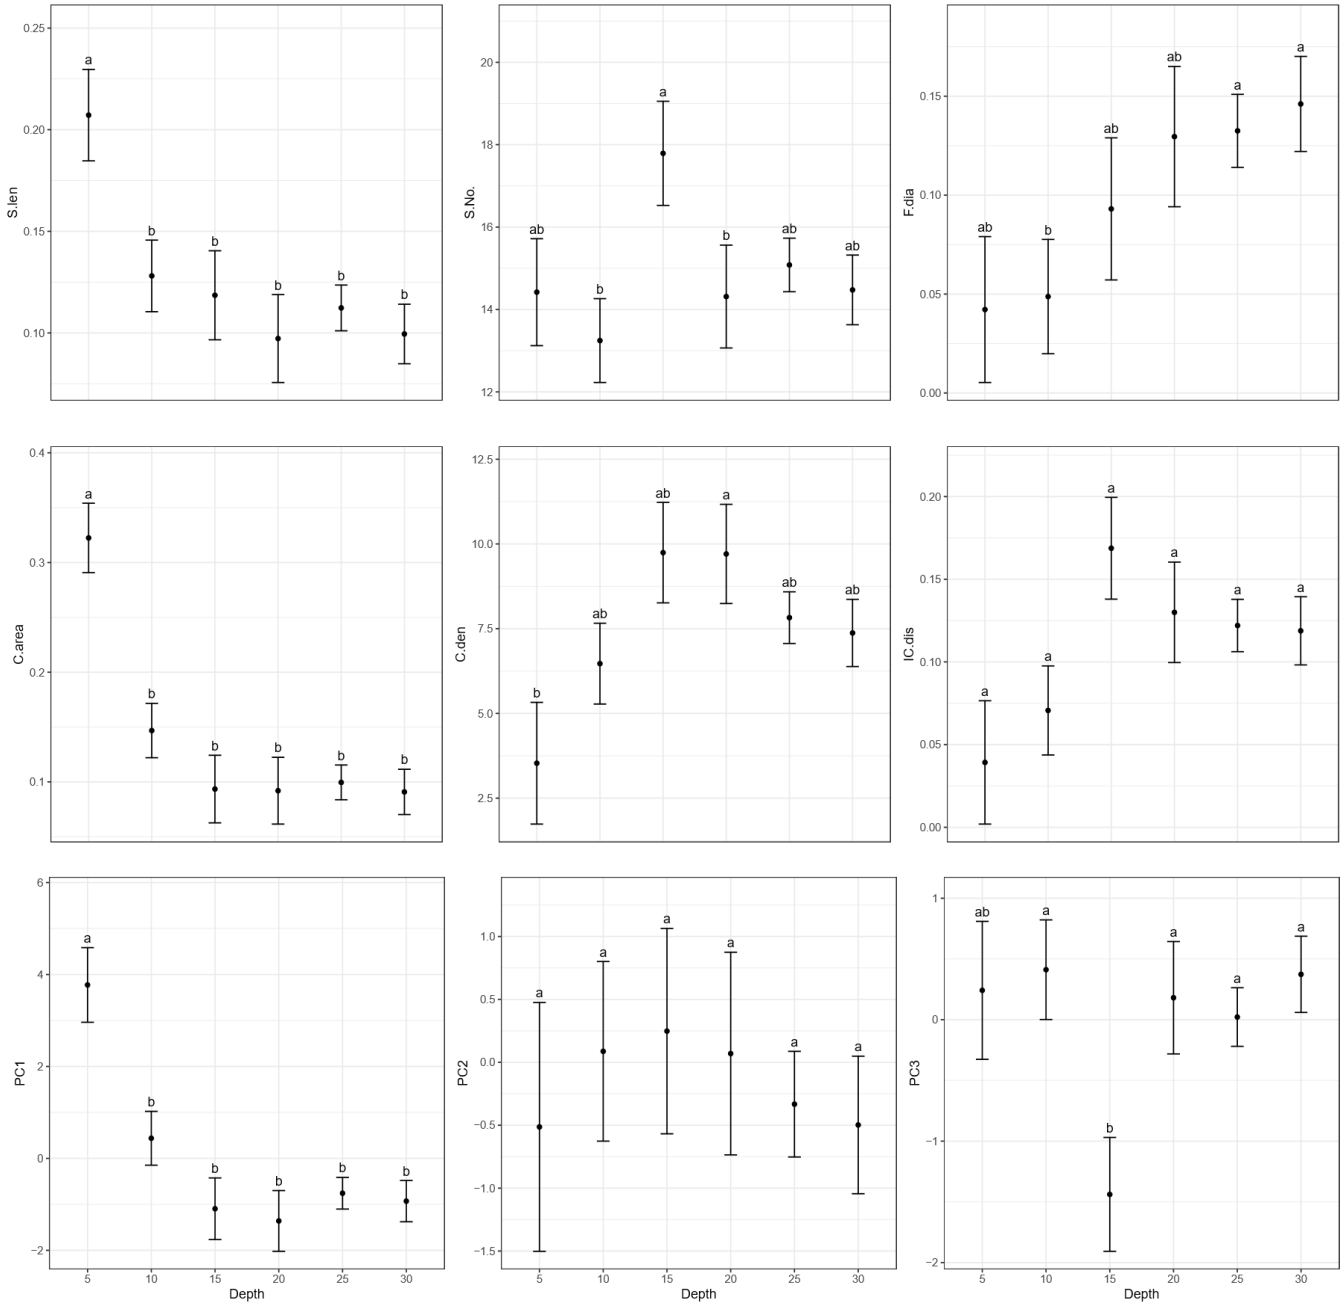 S.len
0.25
0.20
0.15
0.10
a
b
b
b
b
b
S.No.
20
18
16
14
12
ab
b
a
b
ab
ab
F.dia
0.15
0.10
0.05
0.00
ab
b
ab
ab
a
a
C.area
0.4
0.3
0.2
0.1
a
b
b
b
b
b
C.den
12.5
10.0
7.5
5.0
2.5
b
ab
ab
a
ab
ab
IC.dis
0.20
0.15
0.10
0.05
0.00
a
a
a
a
a
a
PC1
6
4
2
0
−2
a
b
b
b
b
b
5 10 15 20 25 30
Depth
PC2
1.0
0.5
0.0
−0.5
−1.0
−1.5
a
a
a
a
a
a
5 10 15 20 25 30
Depth
PC3
1
0
−1
−2
ab
a
b
a
a
a
5 10 15 20 25 30
Depth